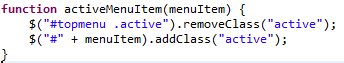 function activeMenuItem(menuItem) {
    $("#topmenu .active").removeClass("active");
    $("#" + menuItem).addClass("active");
}